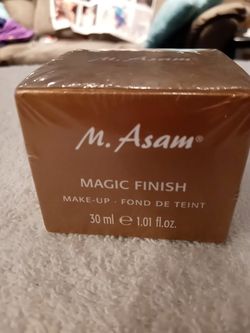 M. Asam®
MAGIC FINISH
MAKE-UP · FOND DE TEINT
30 ml ℮ 1.01 fl.oz.